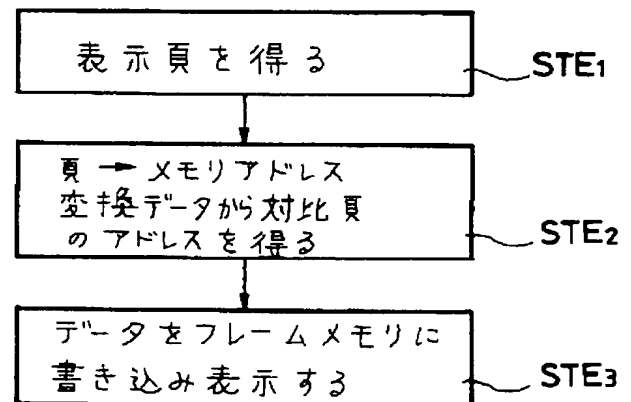 表示頁を得る
STE1
頁→メモリアドレス
変換データから対比頁
のアドレスを得る
STE2
データをフレームメモリに
書き込み表示する
STE3